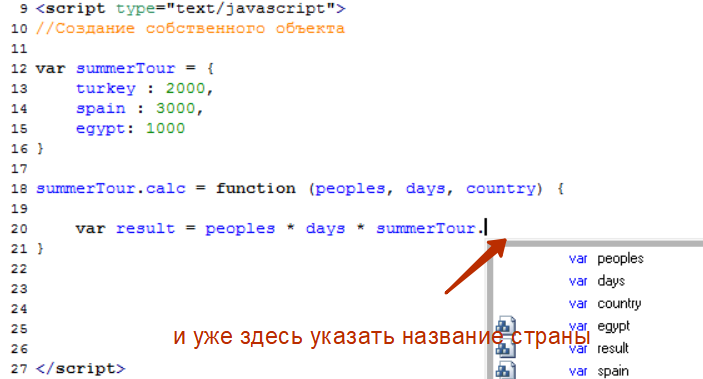 9 <script type="text/javascript">
10 //Создание собственного объекта
11
12 var summerTour = {
13 turkey : 2000,
14 spain : 3000,
15 egypt: 1000
16 }
17
18 summerTour.calc = function (peoples, days, country) {
19
20 var result = peoples * days * summerTour.
21 }
22 var peoples
23 var days
24 var country
25 var egypt
и уже здесь указать название страны
26 var result
27 </script> var spain